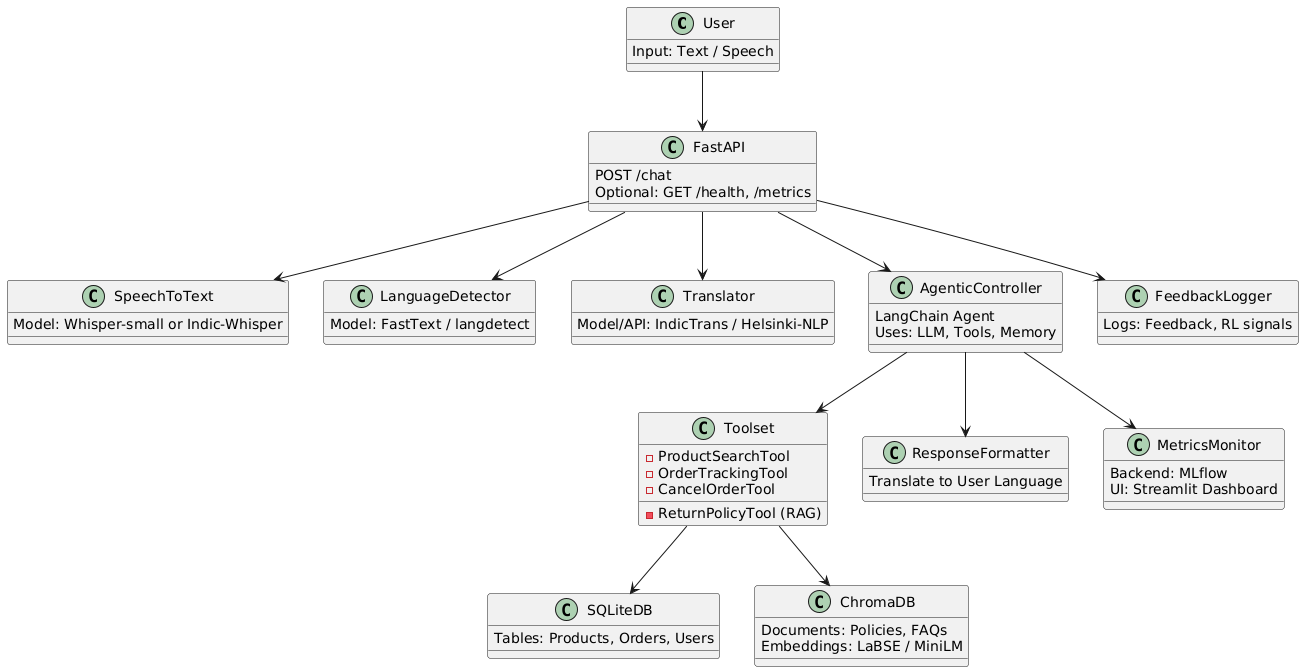 C User
Input: Text / Speech
C FastAPI
POST /chat
Optional: GET /health, /metrics
C SpeechToText
Model: Whisper-small or Indic-Whisper
C LanguageDetector
Model: FastText / langdetect
C Translator
Model/API: IndicTrans / Helsinki-NLP
C AgenticController
LangChain Agent
Uses: LLM, Tools, Memory
C FeedbackLogger
Logs: Feedback, RL signals
C Toolset
ProductSearchTool
OrderTrackingTool
CancelOrderTool
ReturnPolicyTool (RAG)
C ResponseFormatter
Translate to User Language
C MetricsMonitor
Backend: MLflow
UI: Streamlit Dashboard
C SQLiteDB
Tables: Products, Orders, Users
C ChromaDB
Documents: Policies, FAQs
Embeddings: LaBSE / MiniLM